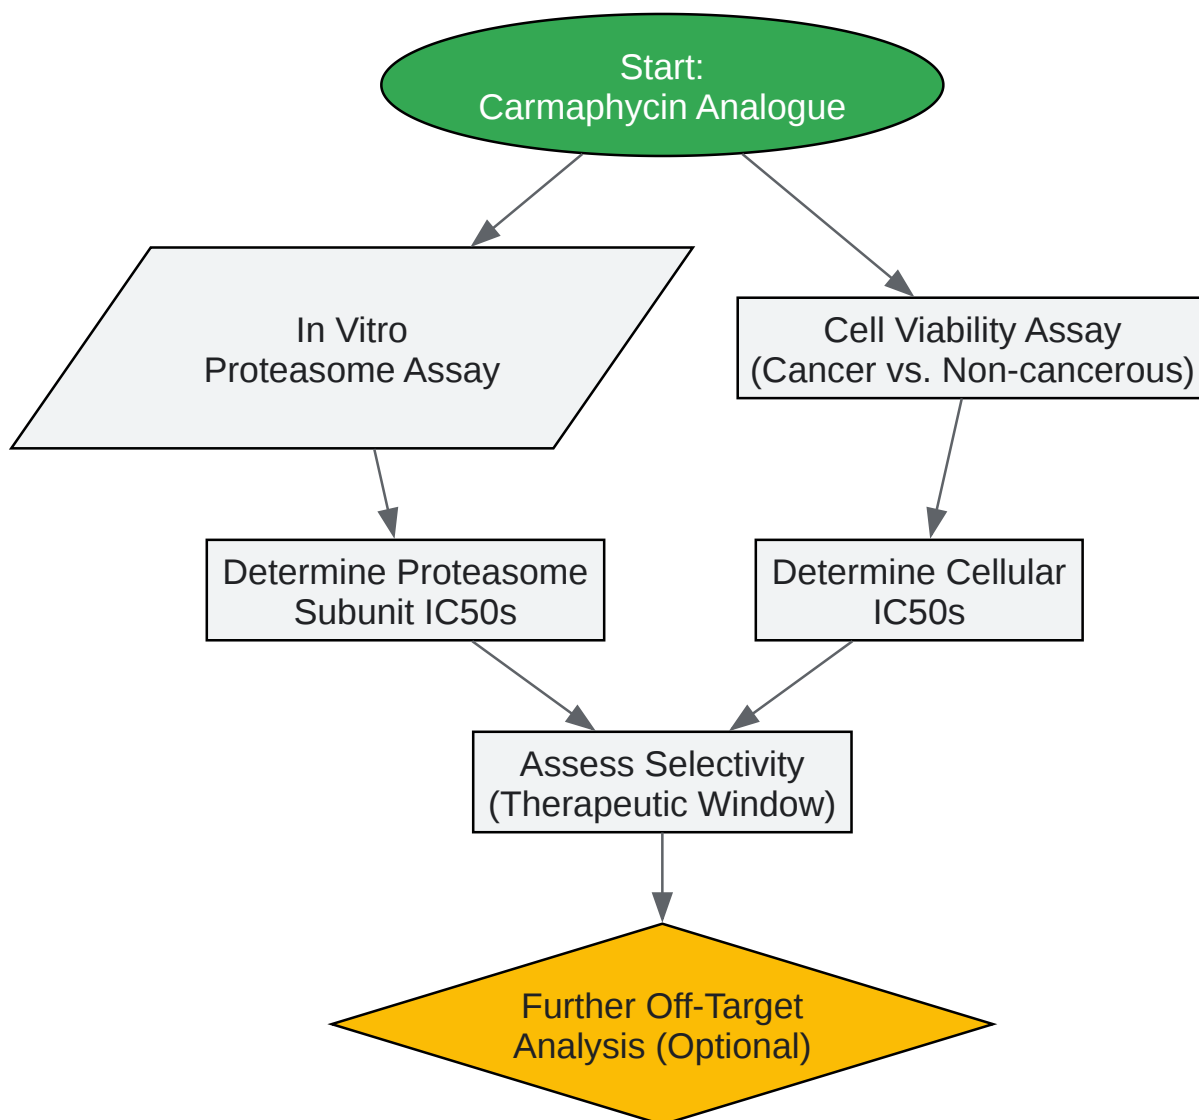 Start:
Carmaphycin Analogue
In Vitro
Proteasome Assay
Cell Viability Assay
(Cancer vs. Non-cancerous)
Determine Proteasome
Subunit IC50s
Determine Cellular
IC50s
Assess Selectivity
(Therapeutic Window)
Further Off-Target
Analysis (Optional)